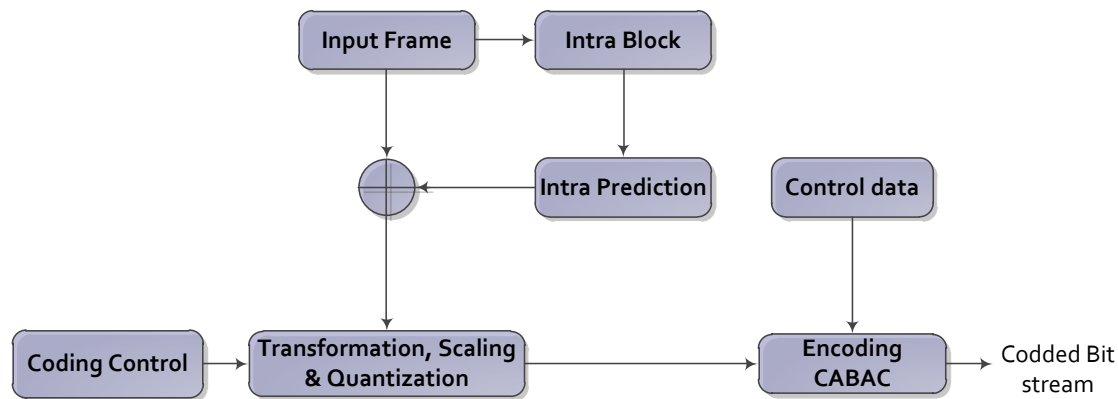 Input Frame
Intra Block
Intra Prediction
Control data
Coding Control
Transformation, Scaling
& Quantization
Encoding
CABAC
Codded Bit
stream